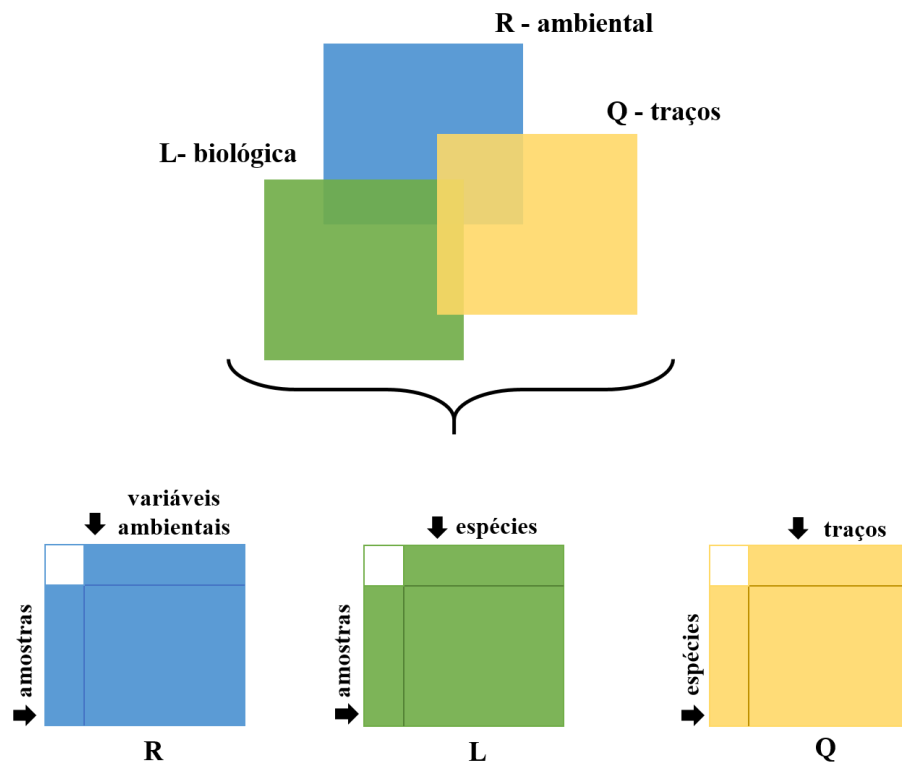 R - ambiental
Q - traços
L- biológica
variáveis
ambientais
espécies
traços
amostras
amostras
espécies
R
L
Q